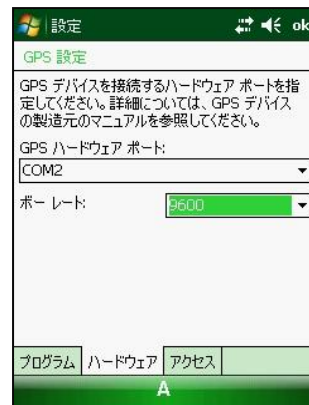 設定
ok
GPS 設定
GPS デバイスを接続するハードウェア ポートを指
定してください。詳細については、GPS デバイス
の製造元のマニュアルを参照してください。
GPS ハードウェア ポート:
COM2
ボー レート: 9600
プログラム ハードウェア アクセス
A